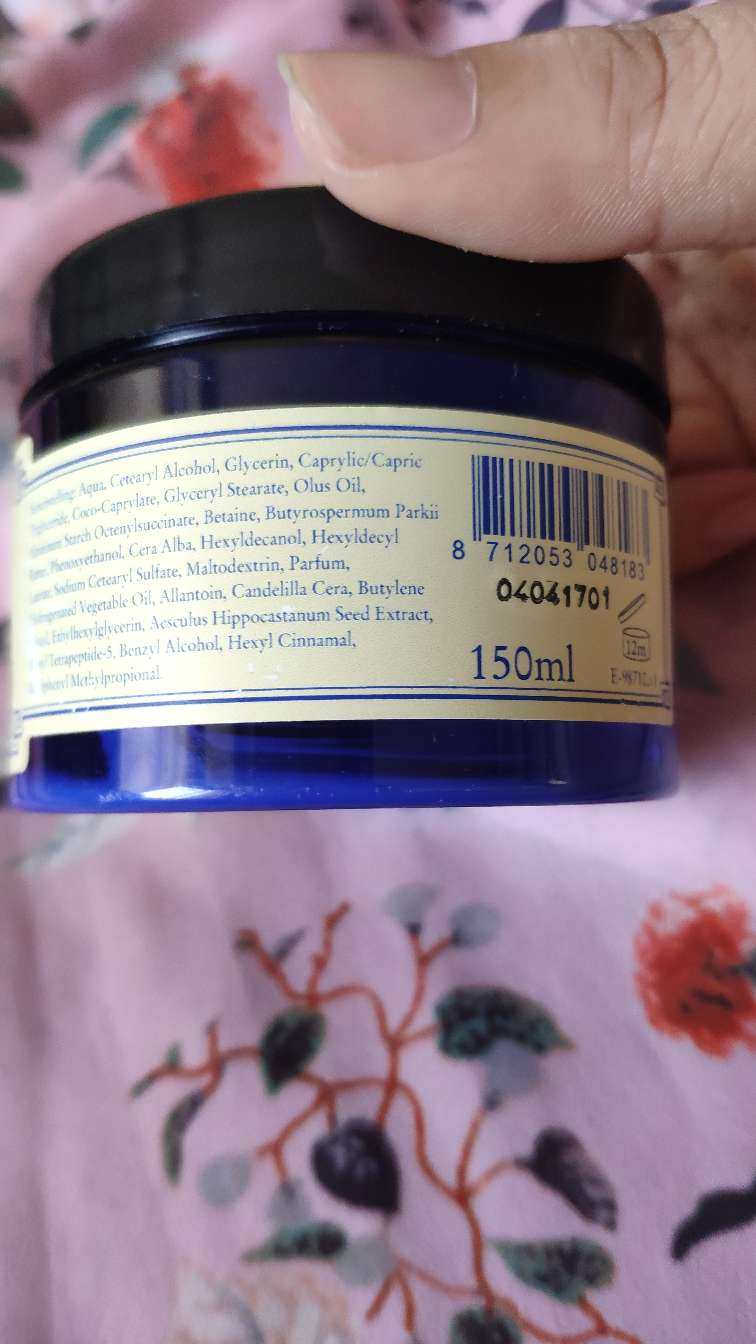 Aqua, Cetearyl Alcohol, Glycerin, Caprylic/Capric
Coco-Caprylate, Glyceryl Stearate, Olus Oil,
Starch Octenylsuccinate, Betaine, Butyrospermum Parkii
Phenoxyethanol, Cera Alba, Hexyldecanol, Hexyldecyl
Sodium Cetearyl Sulfate, Maltodextrin, Parfum,
Vegetable Oil, Allantoin, Candelilla Cera, Butylene
Ethylhexylglycerin, Aesculus Hippocastanum Seed Extract,
Tetrapeptide-5, Benzyl Alcohol, Hexyl Cinnamal,
Methylpropional
8 712053 048183
04041701
12m
150ml